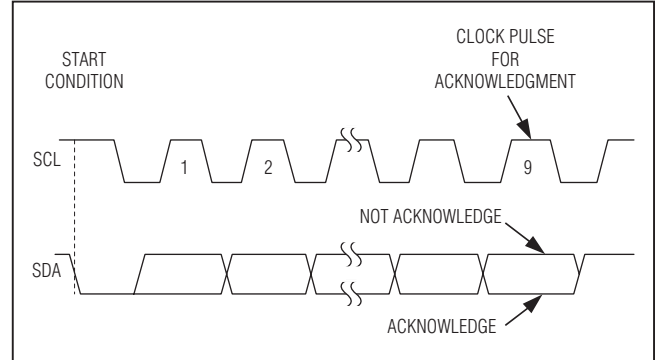 CLOCK PULSE
FOR
ACKNOWLEDGMENT
START
CONDITION
SCL
1
2
9
NOT ACKNOWLEDGE
SDA
ACKNOWLEDGE